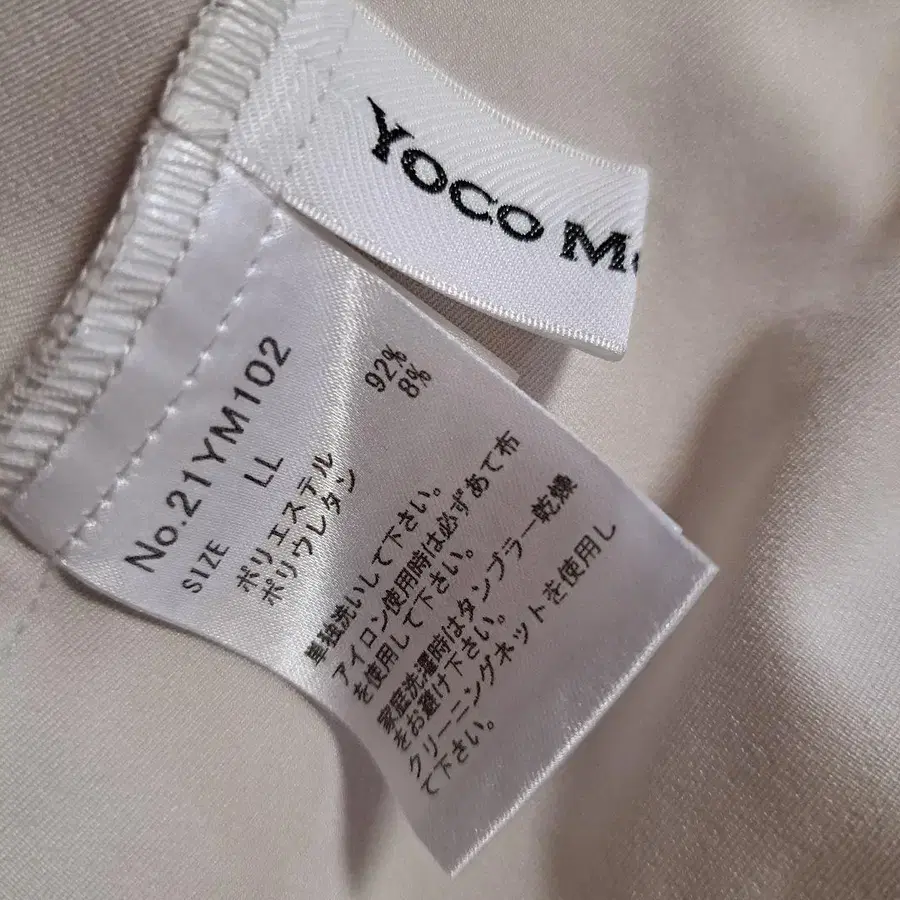 YOCO M
No.21YM102
SIZE LL
ポリエステル 92%
ポリウレタン 8%
単独洗いして下さい。
アイロン使用時は必ずあて布
を使用して下さい。
家庭洗濯時はタンブラー乾燥
をお避け下さい。
クリーニングネットを使用し
て下さい。